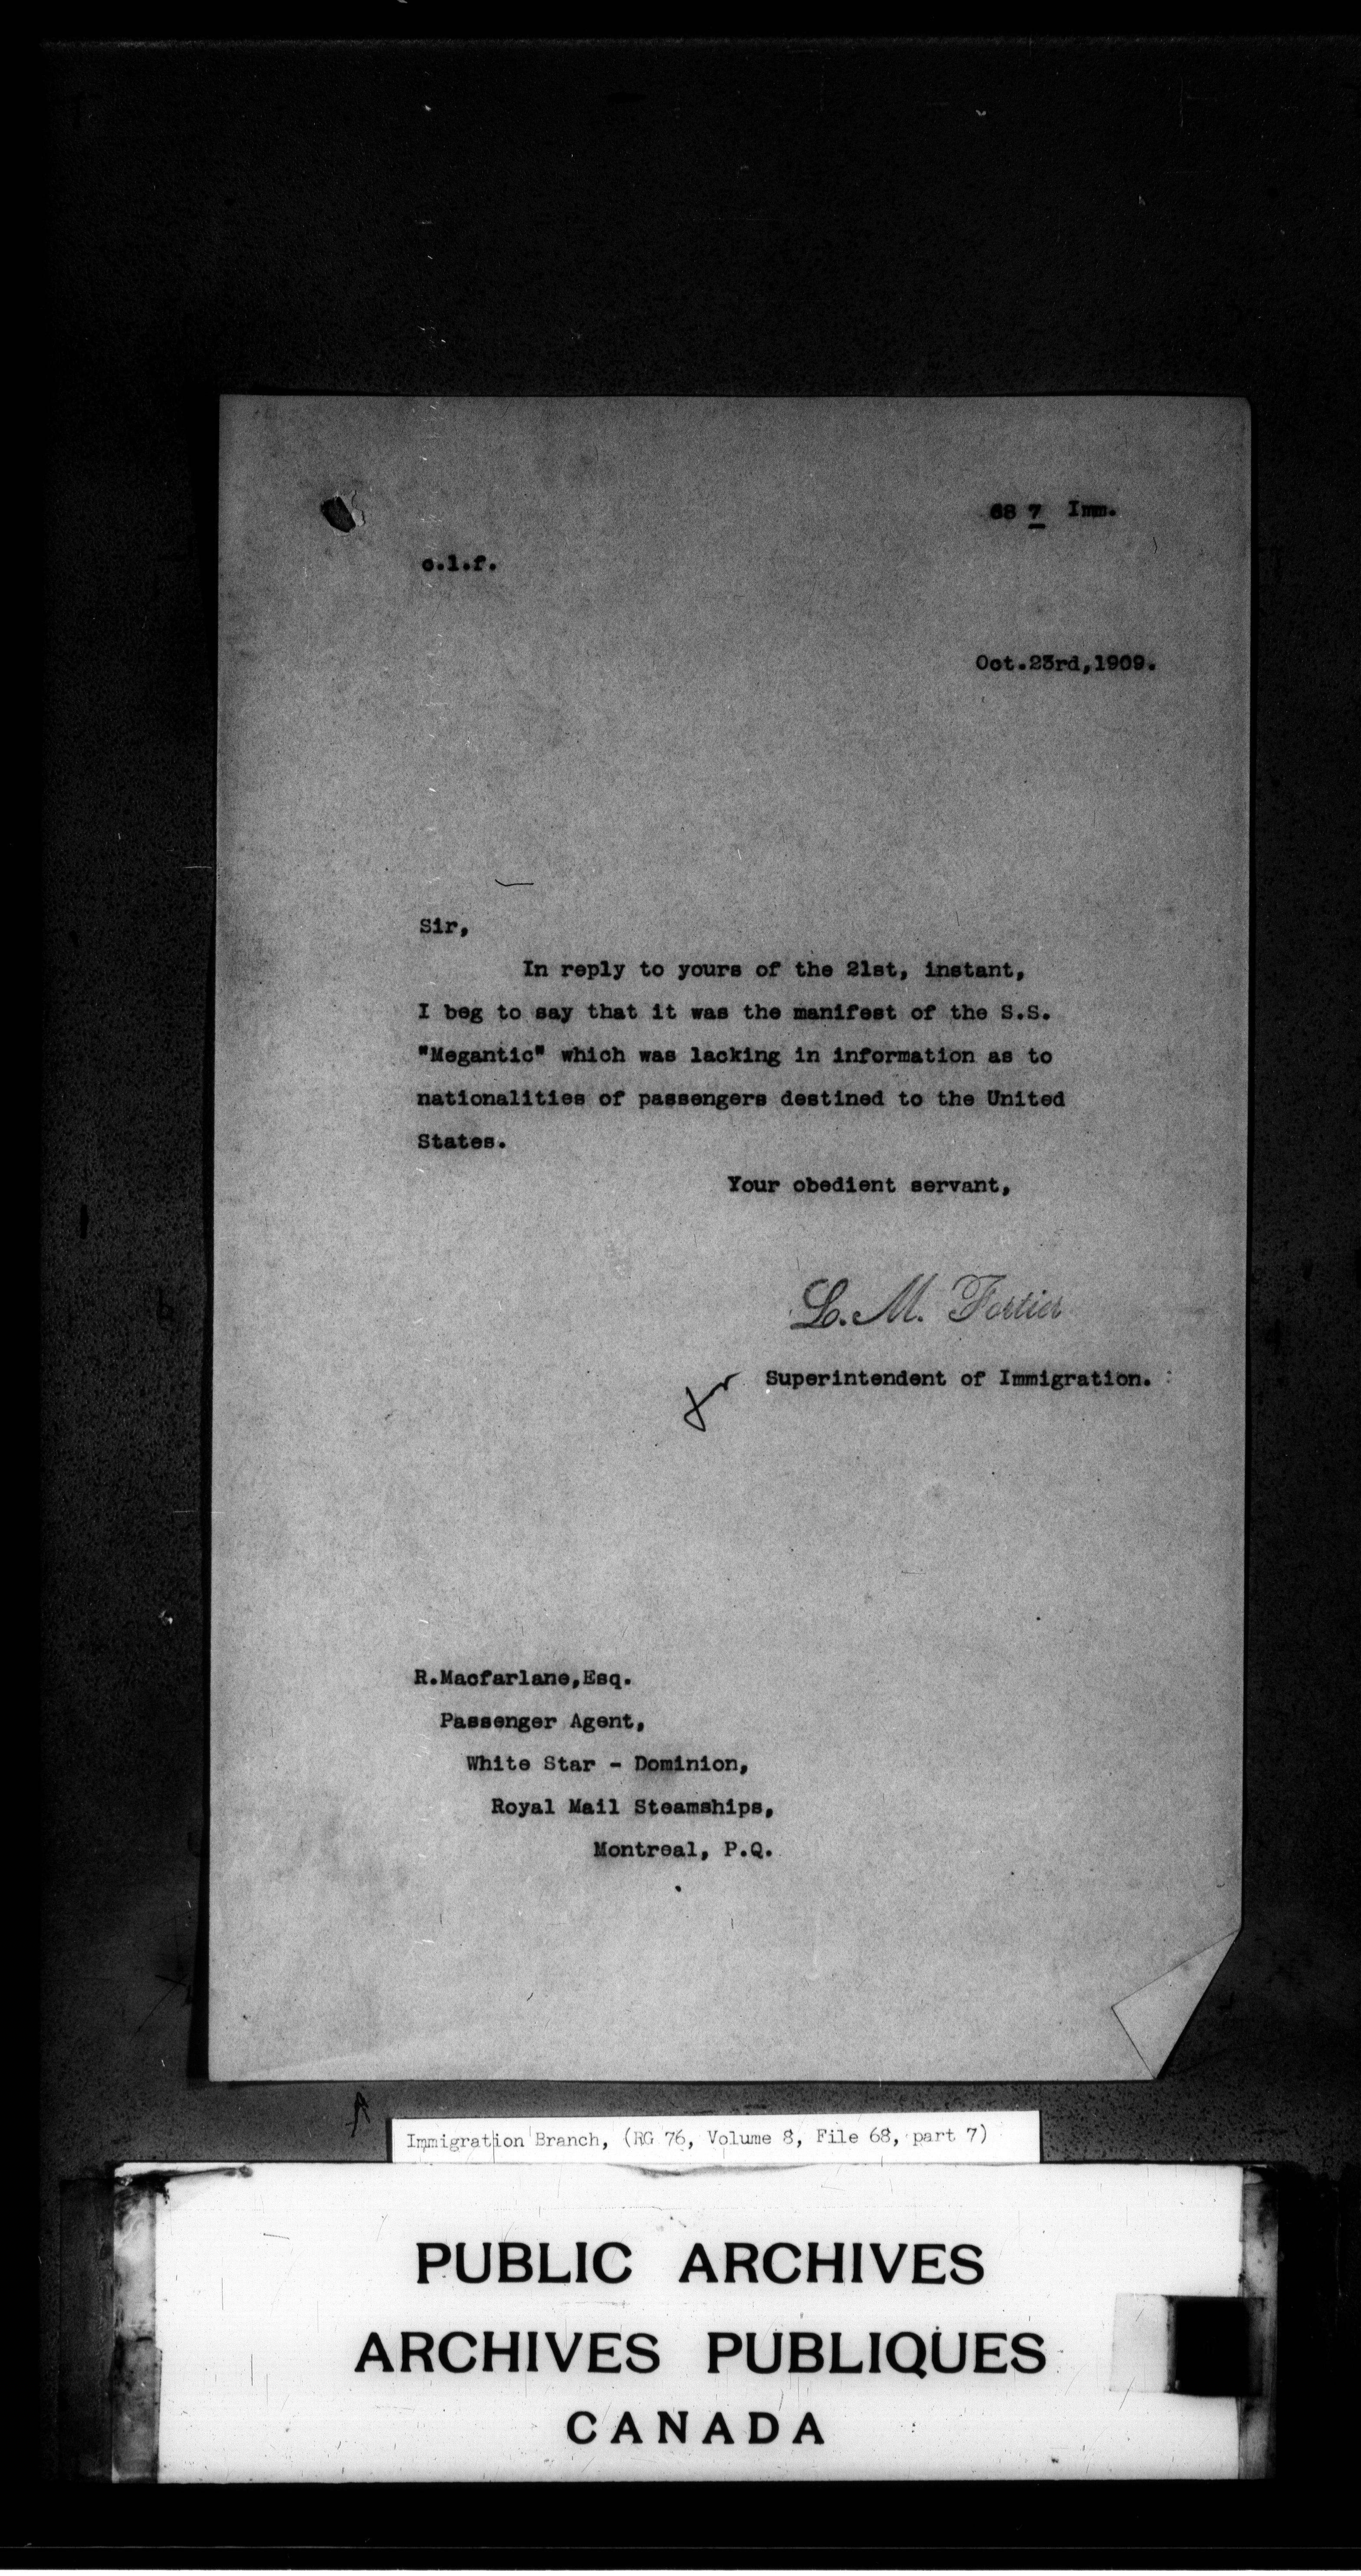 68 7 Imm.
c.l.f.
Oct.23rd,1909.
Sir,
In reply to yours of the 21st, instant,
I beg to say that it was the manifest of the S.S.
"Megantic" which was lacking in information as to
nationalities of passengers destined to the United
States.
Your obedient servant,
L. M. Fortier
for Superintendent of Immigration.
R.Macfarlane,Esq.
Passenger Agent,
White Star - Dominion,
Royal Mail Steamships,
Montreal, P.Q.
Immigration Branch, (RG 76, Volume 8, File 68, part 7)
PUBLIC ARCHIVES
ARCHIVES PUBLIQUES
CANADA